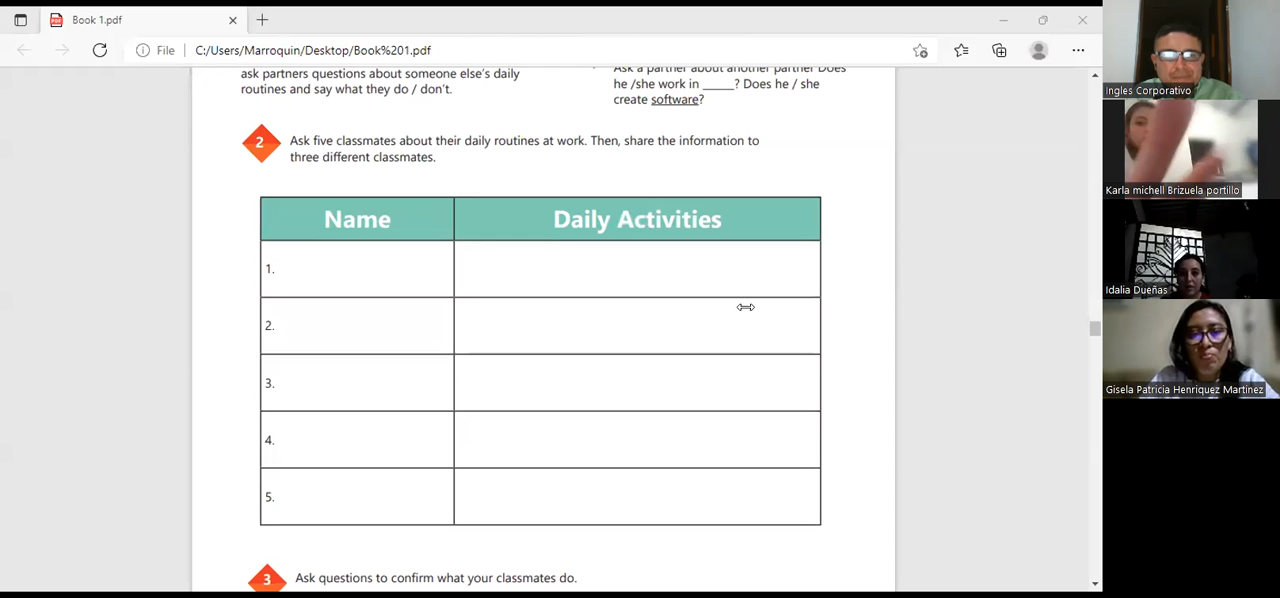 Book 1.pdf
File
C:/Users/Marroquin/Desktop/Book%201.pdf
ask partners questions about someone else's daily
routines and say what they do / don't.
Ask a partner about another partner Does
he /she work in _____? Does he / she
create software?
2
Ask five classmates about their daily routines at work. Then, share the information to
three different classmates.
Name
Daily Activities
1.
2.
3.
4.
5.
3
Ask questions to confirm what your classmates do.
Ingles Corporativo
Karla michell Brizuela portillo
Idalia Dueñas
Gisela Patricia Henriquez Martínez